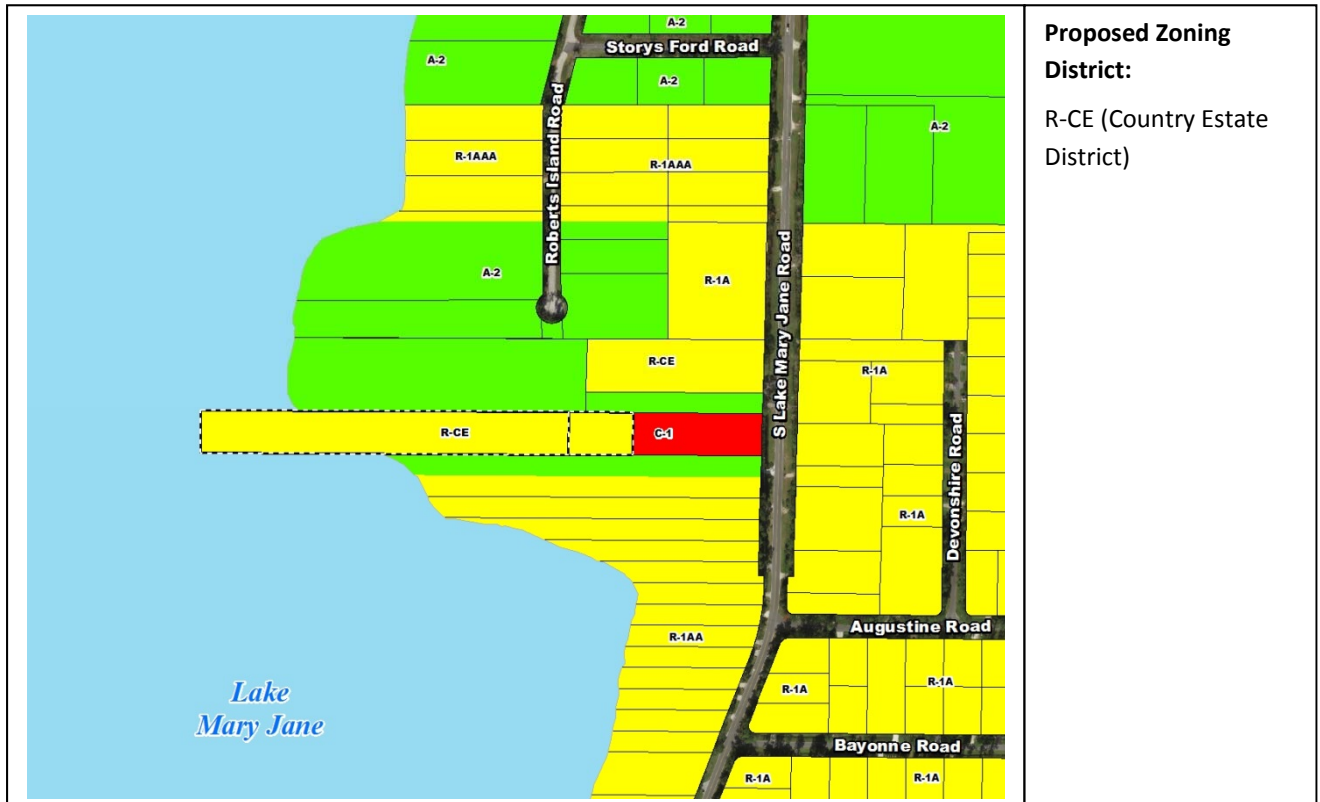 A-2
Storys Ford Road
A-2
A-2
A-2
Roberts Island Road
R-1AAA
R-1AAA
S Lake Mary Jane Road
A-2
R-1A
R-CE
R-1A
R-CE
C-1
R-1A
Devonshire Road
Augustine Road
R-1AA
R-1A
R-1A
Lake
Mary Jane
Bayonne Road
R-1A
R-1A
Proposed Zoning
District:
R-CE (Country Estate
District)